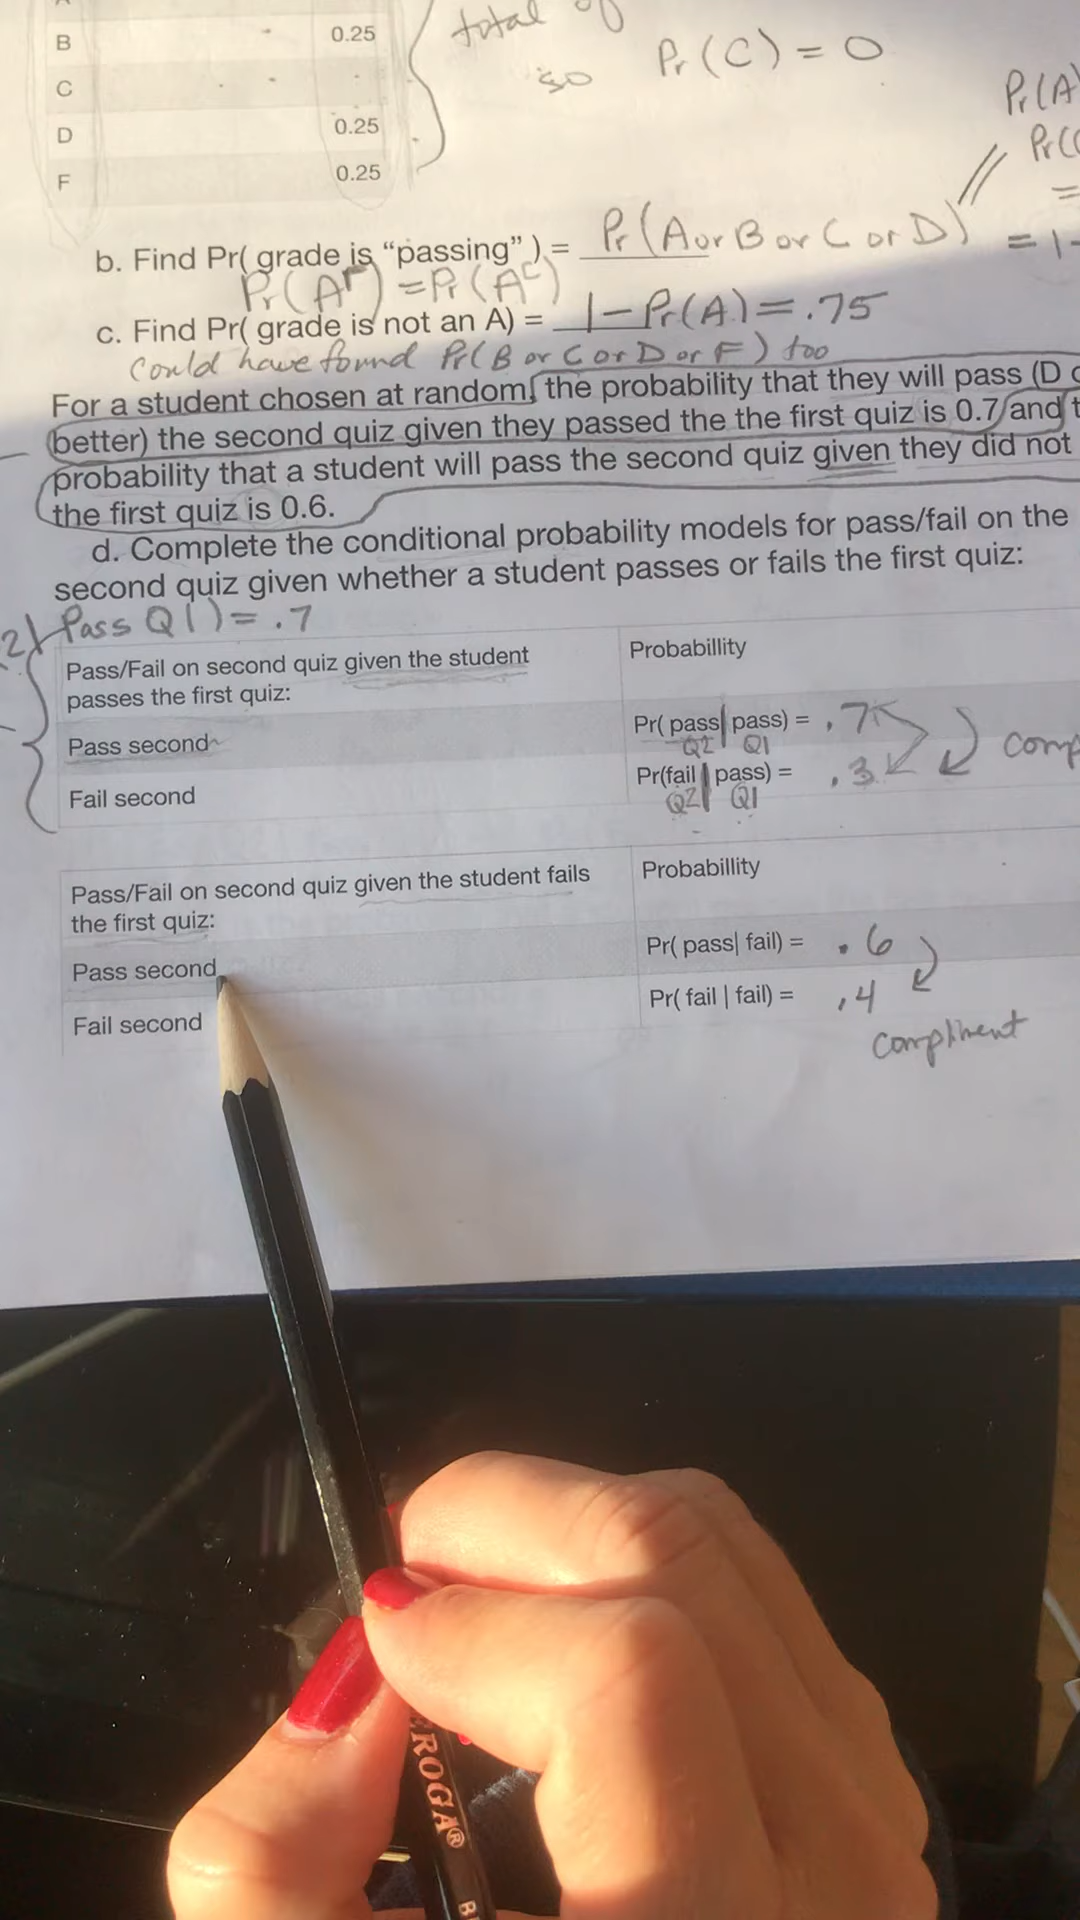 B 0.25
total of
so Pr(C) = 0
C
Pr(A)
D 0.25
F 0.25
b. Find Pr( grade is “passing” ) = Pr(A or B or C or D) = 1-
= Pr(Aᶜ)
c. Find Pr( grade is not an A) = 1-Pr(A) = .75
Could have found Pr(B or C or D or F) too
For a student chosen at random, the probability that they will pass (D
better) the second quiz given they passed the the first quiz is 0.7 and
probability that a student will pass the second quiz given they did not
the first quiz is 0.6.
d. Complete the conditional probability models for pass/fail on the
second quiz given whether a student passes or fails the first quiz:
Pass Q1) = .7
Pass/Fail on second quiz given the student Probabillity
passes the first quiz:
Pass second Pr( pass| pass) = .7
Q2 Q1
comp
Fail second Pr(fail | pass) = .3
Q2 Q1
Pass/Fail on second quiz given the student fails Probabillity
the first quiz:
Pass second Pr( pass| fail) = .6
Fail second Pr( fail | fail) = .4
compliment
EROGA®